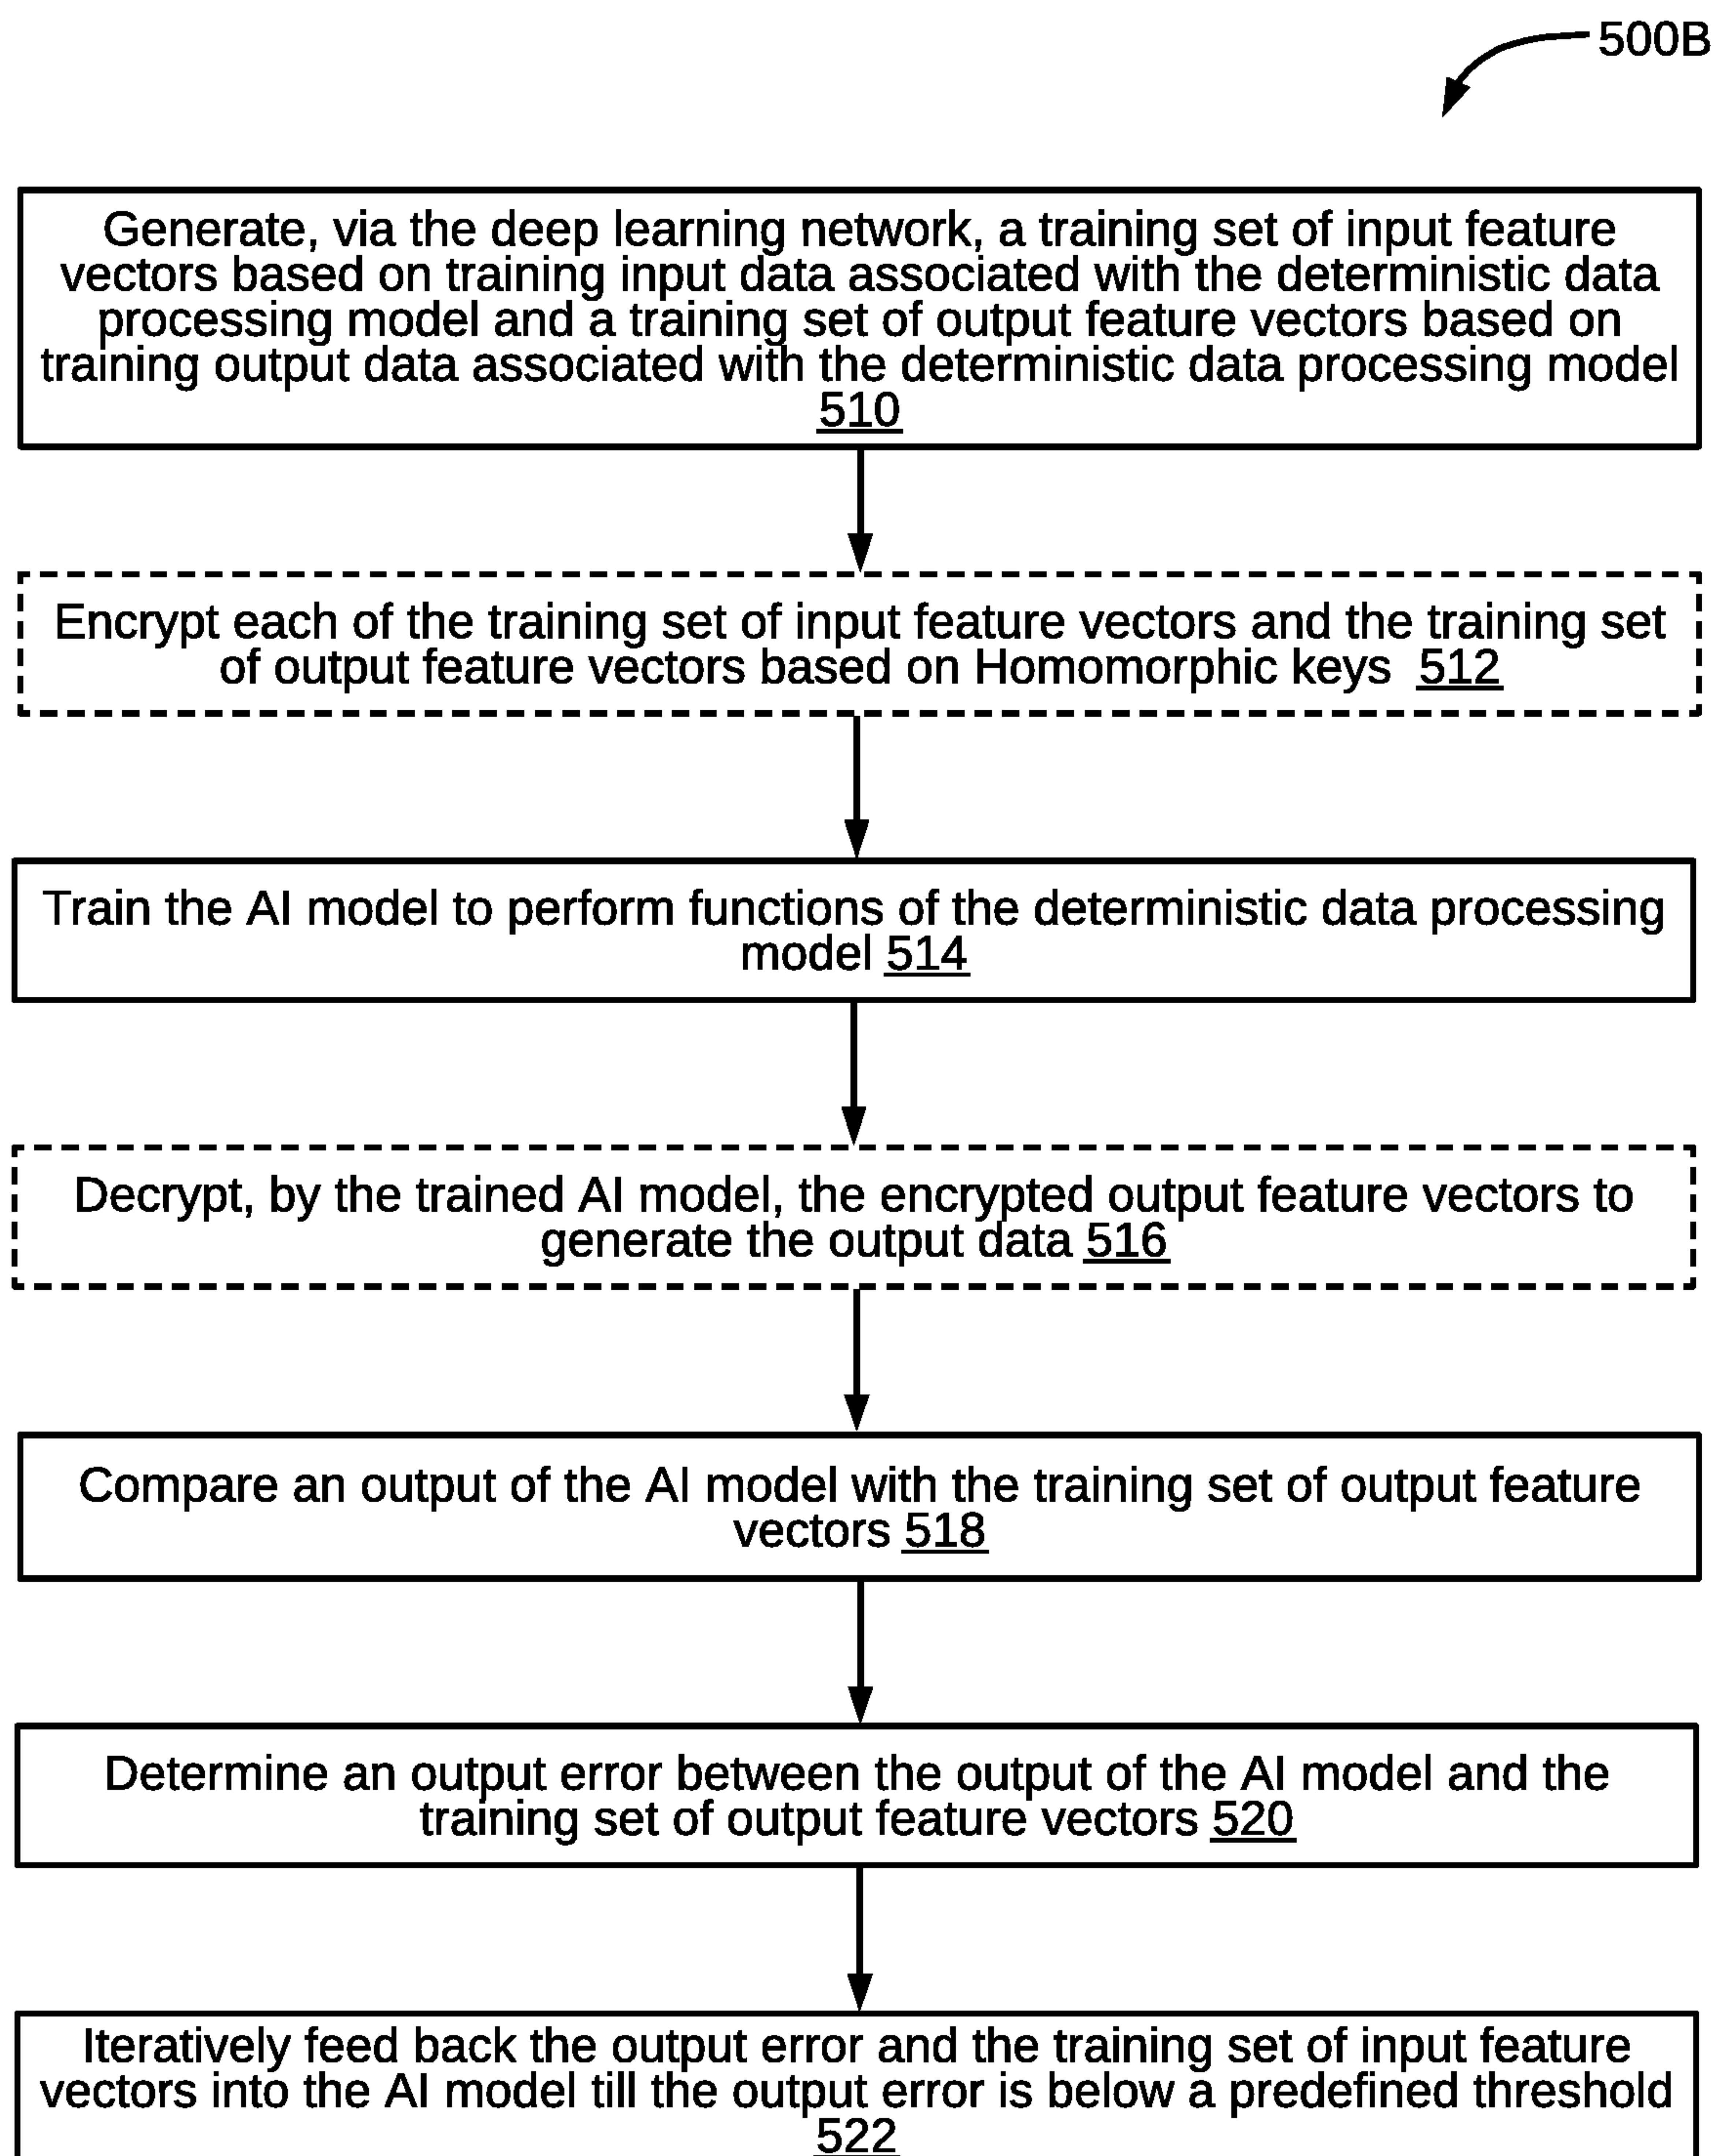 500B
Generate, via the deep learning network, a training set of input feature
vectors based on training input data associated with the deterministic data
processing model and a training set of output feature vectors based on
training output data associated with the deterministic data processing model
510
Encrypt each of the training set of input feature vectors and the training set
of output feature vectors based on Homomorphic keys 512
Train the AI model to perform functions of the deterministic data processing
model 514
Decrypt, by the trained AI model, the encrypted output feature vectors to
generate the output data 516
Compare an output of the AI model with the training set of output feature
vectors 518
Determine an output error between the output of the AI model and the
training set of output feature vectors 520
Iteratively feed back the output error and the training set of input feature
vectors into the AI model till the output error is below a predefined threshold
522